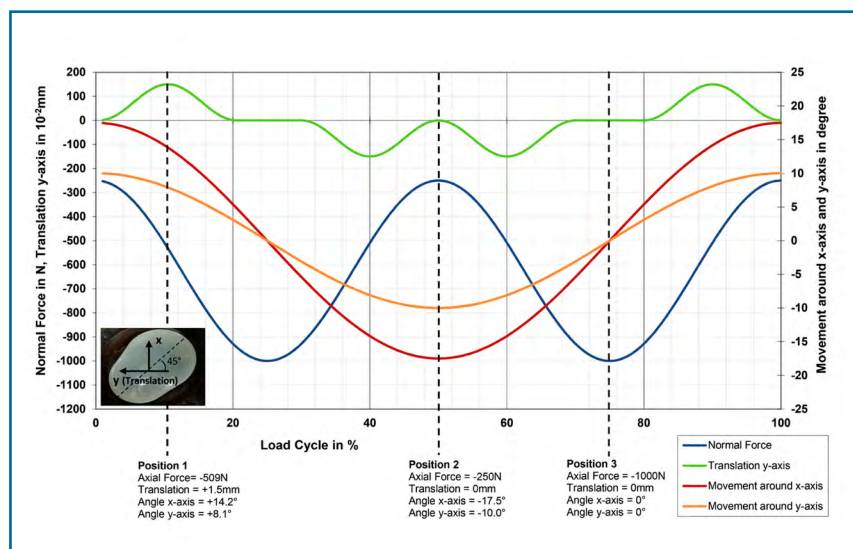 Normal Force in N, Translation y-axis in 10⁻²mm
200
100
0
-100
-200
-300
-400
-500
-600
-700
-800
-900
-1000
-1100
-1200
25
20
15
10
5
0
-5
-10
-15
-20
-25
Movement around x-axis and y-axis in degree
x
45°
y (Translation)
0
20
40
60
80
100
Load Cycle in %
Position 1
Axial Force= -509N
Translation = +1.5mm
Angle x-axis = +14.2°
Angle y-axis = +8.1°
Position 2
Axial Force = -250N
Translation = 0mm
Angle x-axis = -17.5°
Angle y-axis = -10.0°
Position 3
Axial Force = -1000N
Translation = 0mm
Angle x-axis = 0°
Angle y-axis = 0°
Normal Force
Translation y-axis
Movement around x-axis
Movement around y-axis